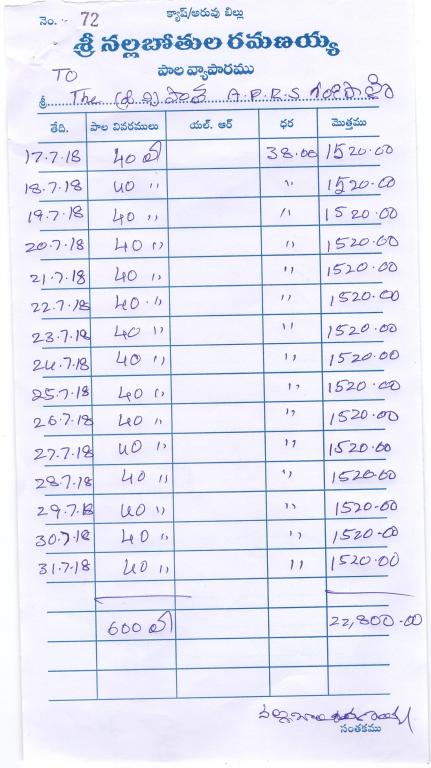 క్యాష్/అరువు బిల్లు
నెం. 72
శ్రీ నల్లబోతుల రమణయ్య
పాల వ్యాపారము
TO
శ్రీ The A.P.R.S
తేది. పాల వివరములు యల్. ఆర్ ధర మొత్తము
17.7.18 40 లీ 38.00 1520.00
18.7.18 40 ,, ,, 1520.00
19.7.18 40 ,, ,, 1520.00
20.7.18 40 ,, ,, 1520.00
21.7.18 40 ,, ,, 1520.00
22.7.18 40 ,, ,, 1520.00
23.7.18 40 ,, ,, 1520.00
24.7.18 40 ,, ,, 1520.00
25.7.18 40 ,, ,, 1520.00
26.7.18 40 ,, ,, 1520.00
27.7.18 40 ,, ,, 1520.00
28.7.18 40 ,, ,, 1520.00
29.7.18 40 ,, ,, 1520.00
30.7.18 40 ,, ,, 1520.00
31.7.18 40 ,, ,, 1520.00
600 లీ 22,800.00
సంతకము